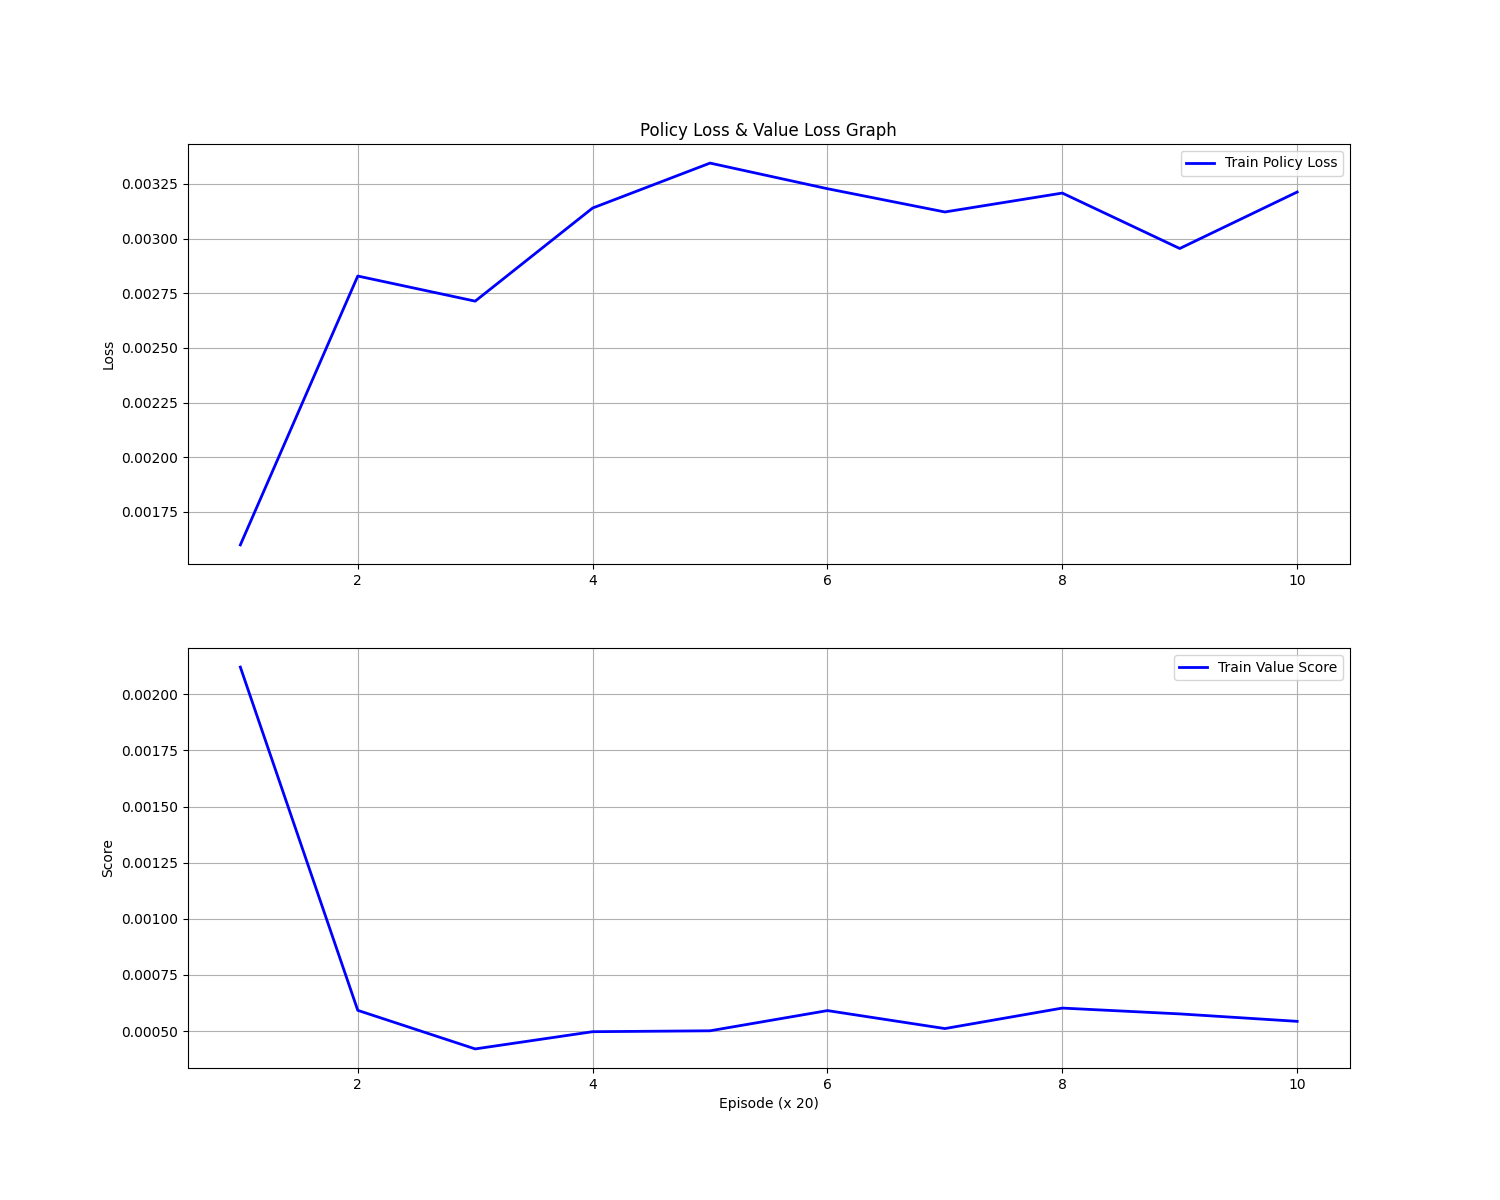 Policy Loss & Value Loss Graph
Train Policy Loss
0.00325
0.00300
0.00275
0.00250
0.00225
0.00200
0.00175
Loss
2 4 6 8 10
Train Value Score
0.00200
0.00175
0.00150
0.00125
0.00100
0.00075
0.00050
Score
2 4 6 8 10
Episode (x 20)